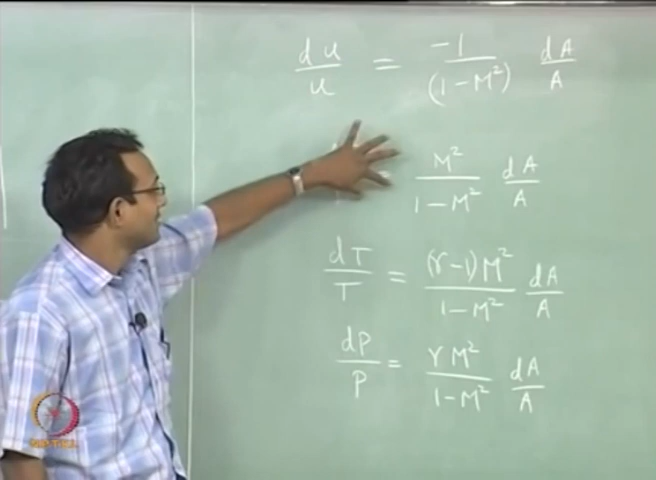 du/u = -1/(1-M²) dA/A
M²/1-M² dA/A
dT/T = (γ-1)M²/1-M² dA/A
dP/P = γM²/1-M² dA/A
NPTEL